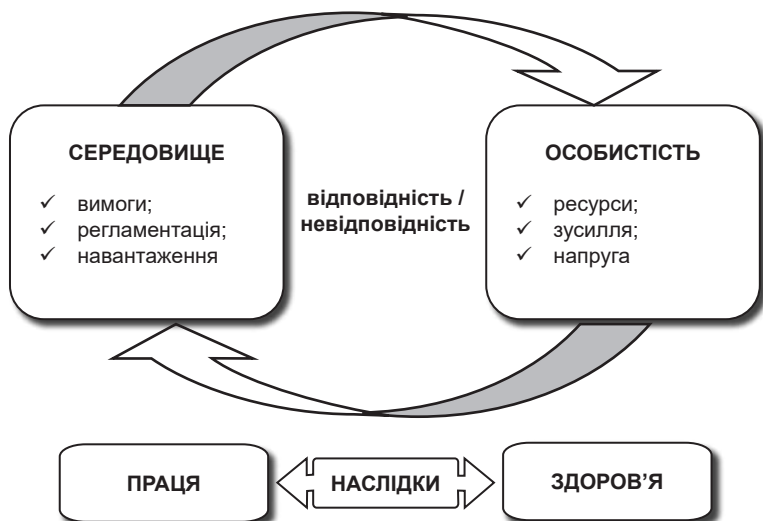 СЕРЕДОВИЩЕ
✓ вимоги;
✓ регламентація;
✓ навантаження
відповідність /
невідповідність
ОСОБИСТІСТЬ
✓ ресурси;
✓ зусилля;
✓ напруга
ПРАЦЯ
НАСЛІДКИ
ЗДОРОВ’Я